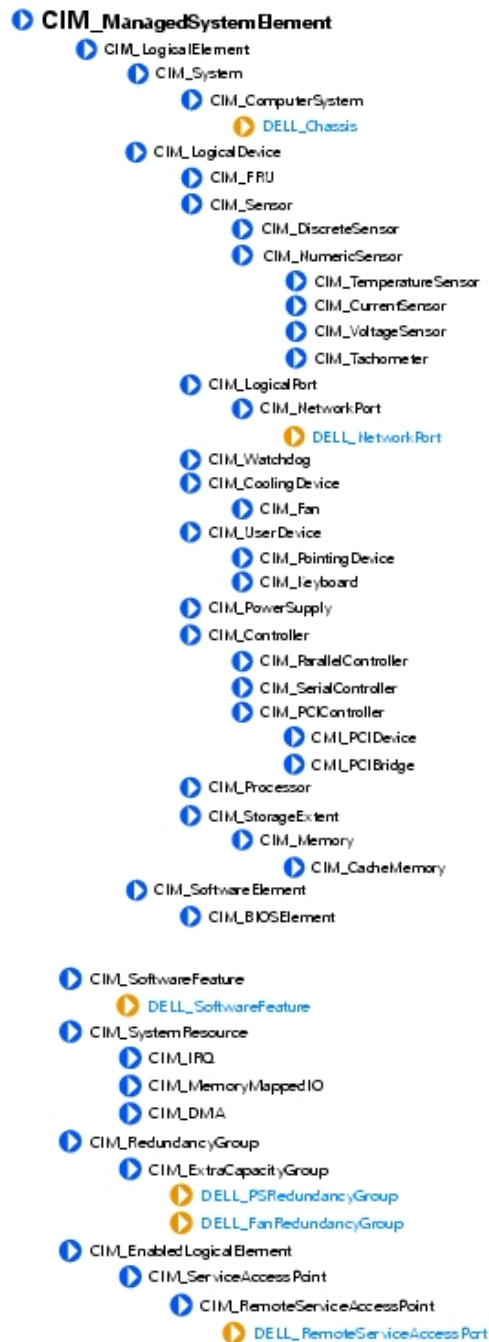 CIM_ManagedSystemElement
CIM_LogicalElement
CIM_System
CIM_ComputerSystem
DELL_Chassis
CIM_LogicalDevice
CIM_FRU
CIM_Sensor
CIM_DiscreteSensor
CIM_NumericSensor
CIM_TemperatureSensor
CIM_CurrentSensor
CIM_VoltageSensor
CIM_Tachometer
CIM_LogicalPort
CIM_NetworkPort
DELL_NetworkPort
CIM_Watchdog
CIM_CoolingDevice
CIM_Fan
CIM_UserDevice
CIM_PointingDevice
CIM_Keyboard
CIM_PowerSupply
CIM_Controller
CIM_ParallelController
CIM_SerialController
CIM_PCIController
CMI_PCIDevice
CMI_PCIBridge
CIM_Processor
CIM_StorageExtent
CIM_Memory
CIM_CacheMemory
CIM_SoftwareElement
CIM_BIOSElement
CIM_SoftwareFeature
DELL_SoftwareFeature
CIM_SystemResource
CIM_IRQ
CIM_MemoryMappedIO
CIM_DMA
CIM_RedundancyGroup
CIM_ExtraCapacityGroup
DELL_PSRedundancyGroup
DELL_FanRedundancyGroup
CIM_EnabledLogicalElement
CIM_ServiceAccessPoint
CIM_RemoteServiceAccessPoint
DELL_RemoteServiceAccessPort